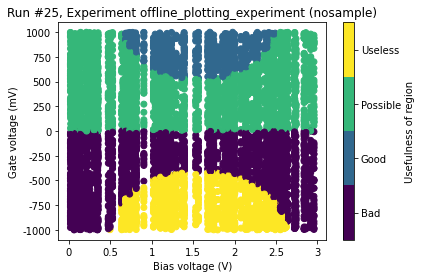 Run #25, Experiment offline_plotting_experiment (nosample)
1000
750
500
250
0
-250
-500
-750
-1000
Gate voltage (mV)
0 0.5 1 1.5 2 2.5 3
Bias voltage (V)
Useless
Possible
Good
Bad
Usefulness of region